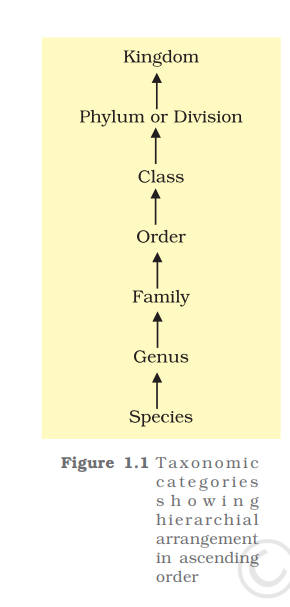 Kingdom
Phylum or Division
Class
Order
Family
Genus
Species
Figure 1.1 Taxonomic
categories
showing
hierarchial
arrangement
in ascending
order
©